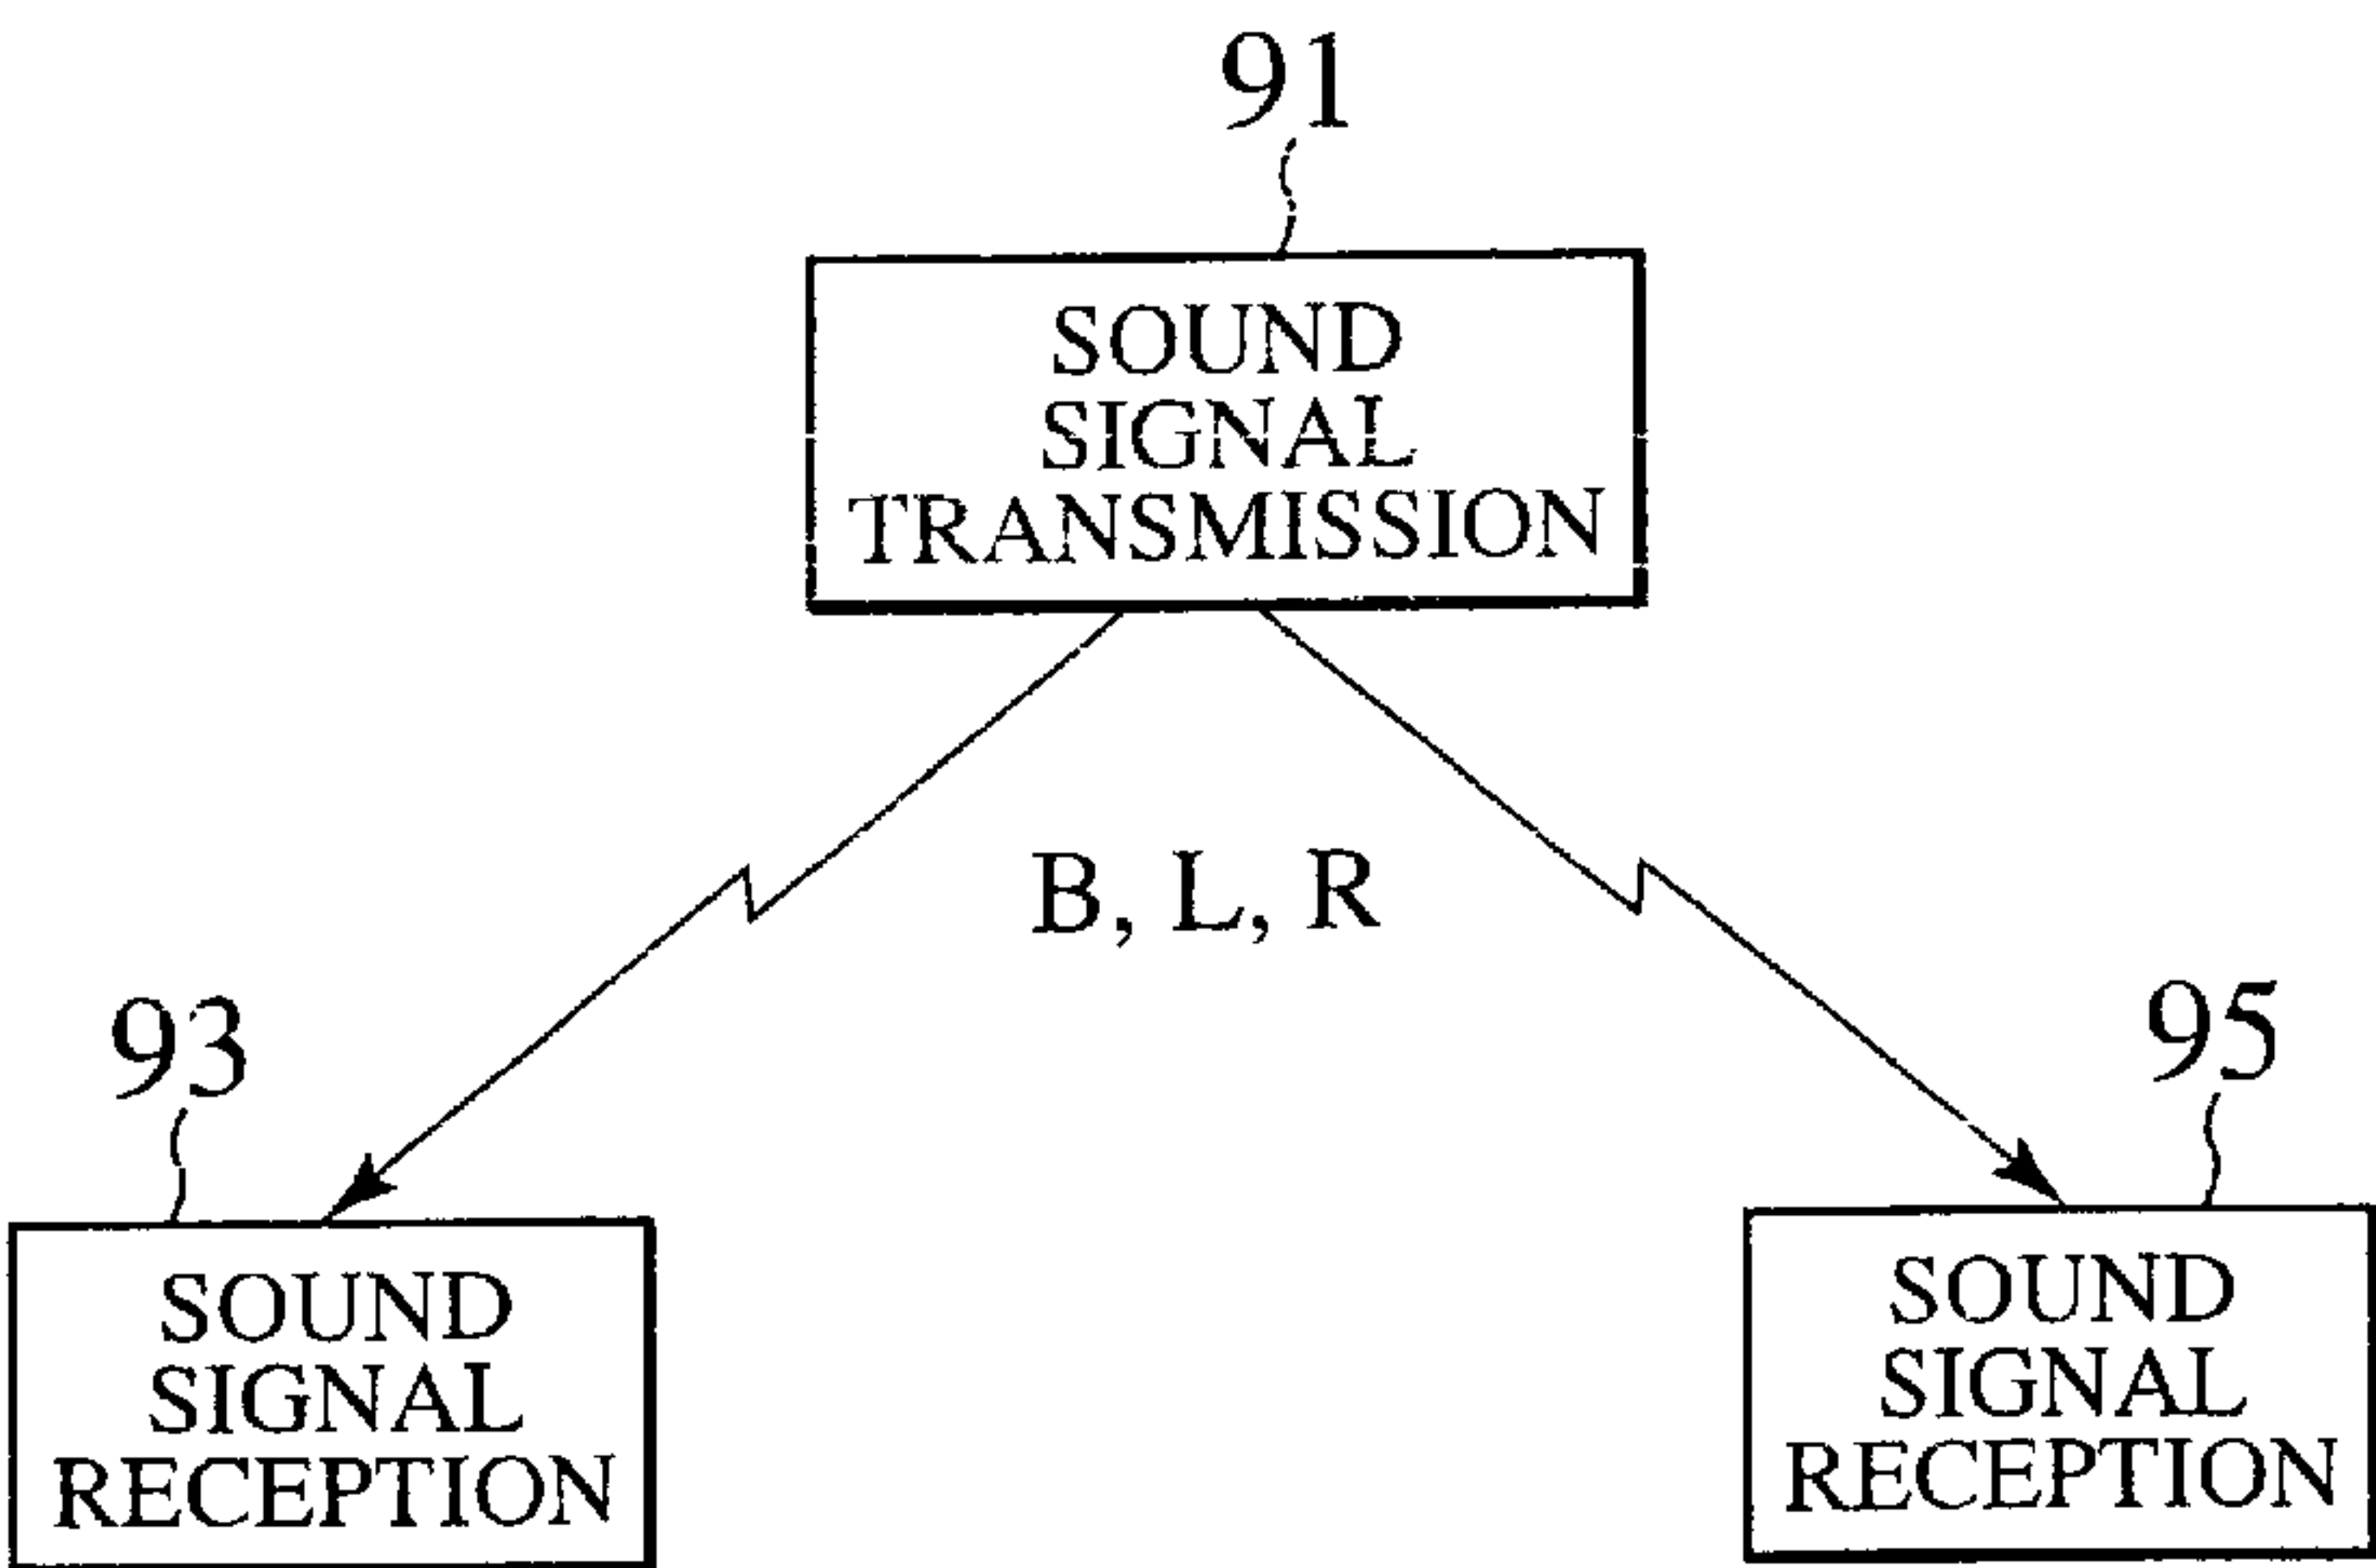 91
SOUND
SIGNAL
TRANSMISSION
B, L, R
93
95
SOUND
SIGNAL
RECEPTION
SOUND
SIGNAL
RECEPTION